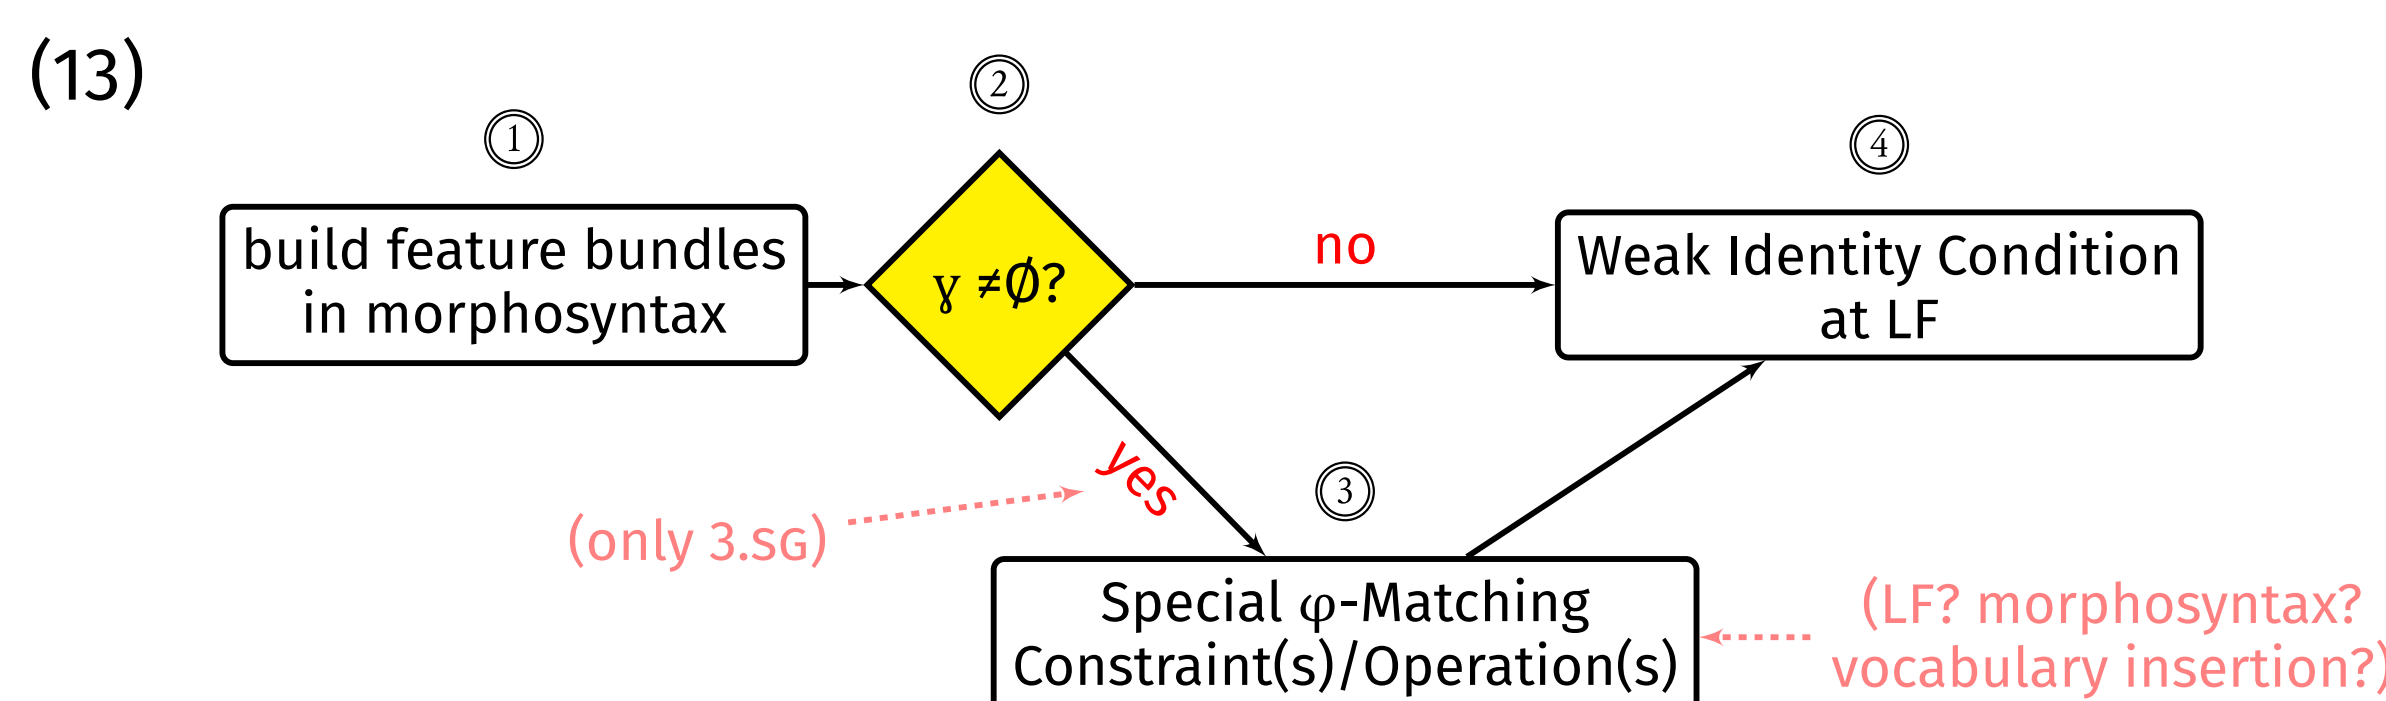 (13)
①
②
④
build feature bundles
in morphosyntax
ɣ ≠∅?
no
Weak Identity Condition
at LF
yes
(only 3.SG)
③
Special φ-Matching
Constraint(s)/Operation(s)
(LF? morphosyntax?
vocabulary insertion?)